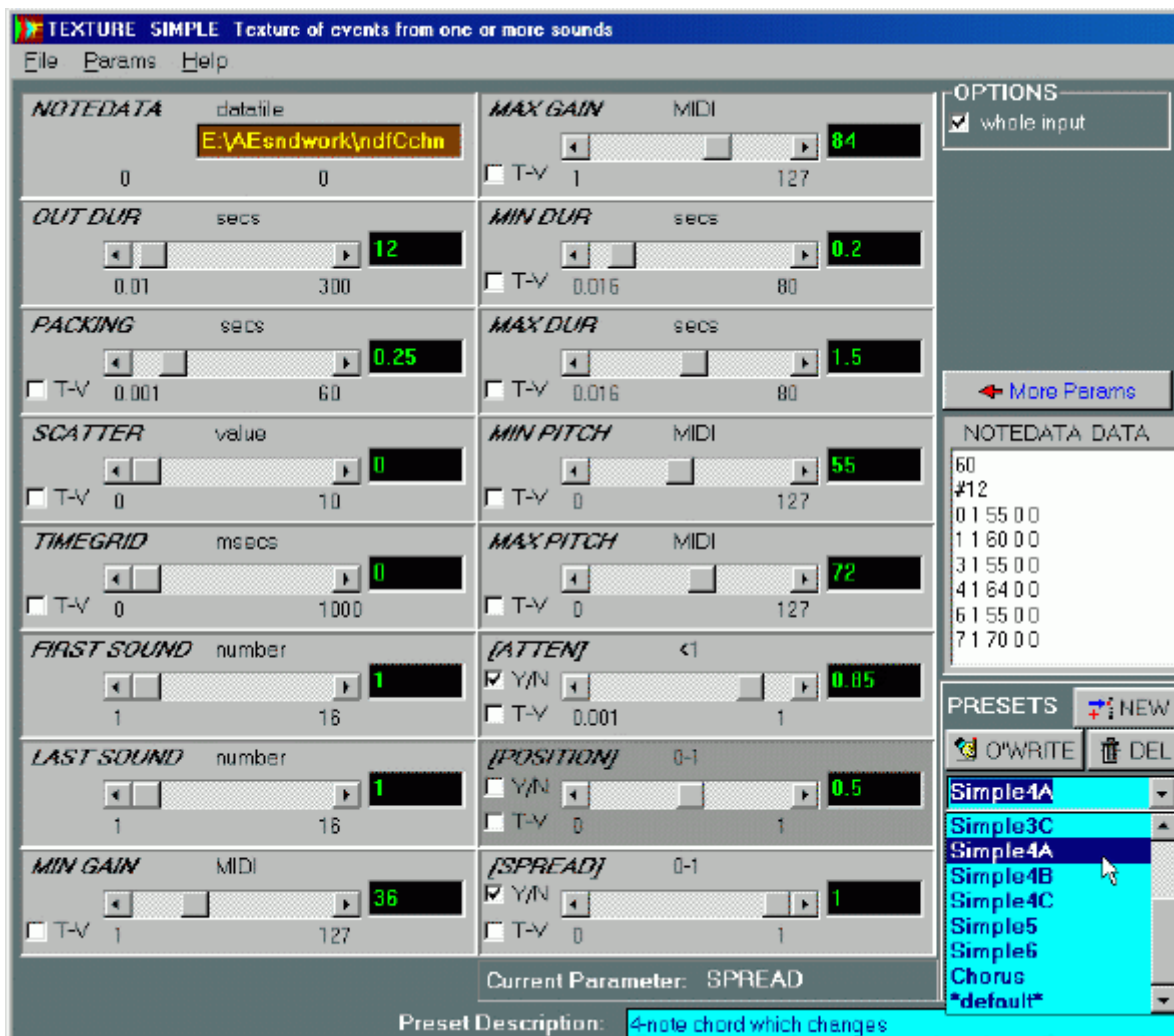 TEXTURE SIMPLE Texture of events from one or more sounds
File Params Help
NOTEDATA datafile
E:\AEsndwork\ndfCchn
0 0
OUT DUR secs
12
0.01 300
PACKING secs
0.25
T-V 0.001 60
SCATTER value
0
T-V 0 10
TIMEGRID msecs
0
T-V 0 1000
FIRST SOUND number
1
1 16
LAST SOUND number
1
1 16
MIN GAIN MIDI
36
T-V 1 127
MAX GAIN MIDI
84
T-V 1 127
MIN DUR secs
0.2
T-V 0.016 80
MAX DUR secs
1.5
T-V 0.016 80
MIN PITCH MIDI
55
T-V 0 127
MAX PITCH MIDI
72
T-V 0 127
[ATTEN] <1
Y/N 0.85
T-V 0.001 1
[POSITION] 0-1
Y/N 0.5
T-V 0 1
[SPREAD] 0-1
Y/N 1
T-V 0 1
Current Parameter: SPREAD
OPTIONS
whole input
More Params
NOTEDATA DATA
60
#12
0 1 55 0 0
1 1 60 0 0
3 1 55 0 0
4 1 64 0 0
6 1 55 0 0
7 1 70 0 0
PRESETS NEW
O'WRITE DEL
Simple4A
Simple3C
Simple4A
Simple4B
Simple4C
Simple5
Simple6
Chorus
*default*
Preset Description: 4-note chord which changes